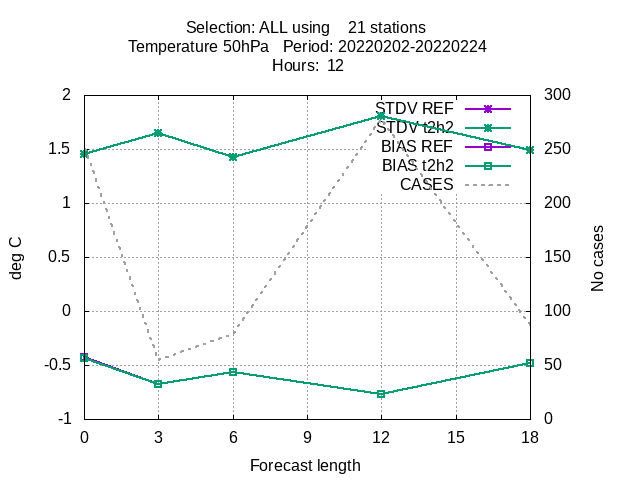 Selection: ALL using 21 stations
Temperature 50hPa Period: 20220202-20220224
Hours: 12
2 300
STDV REF
STDV t2h2
1.5 BIAS REF 250
BIAS t2h2
CASES
1 200
0.5 150
deg C No cases
0 100
-0.5 50
-1 0
0 3 6 9 12 15 18
Forecast length